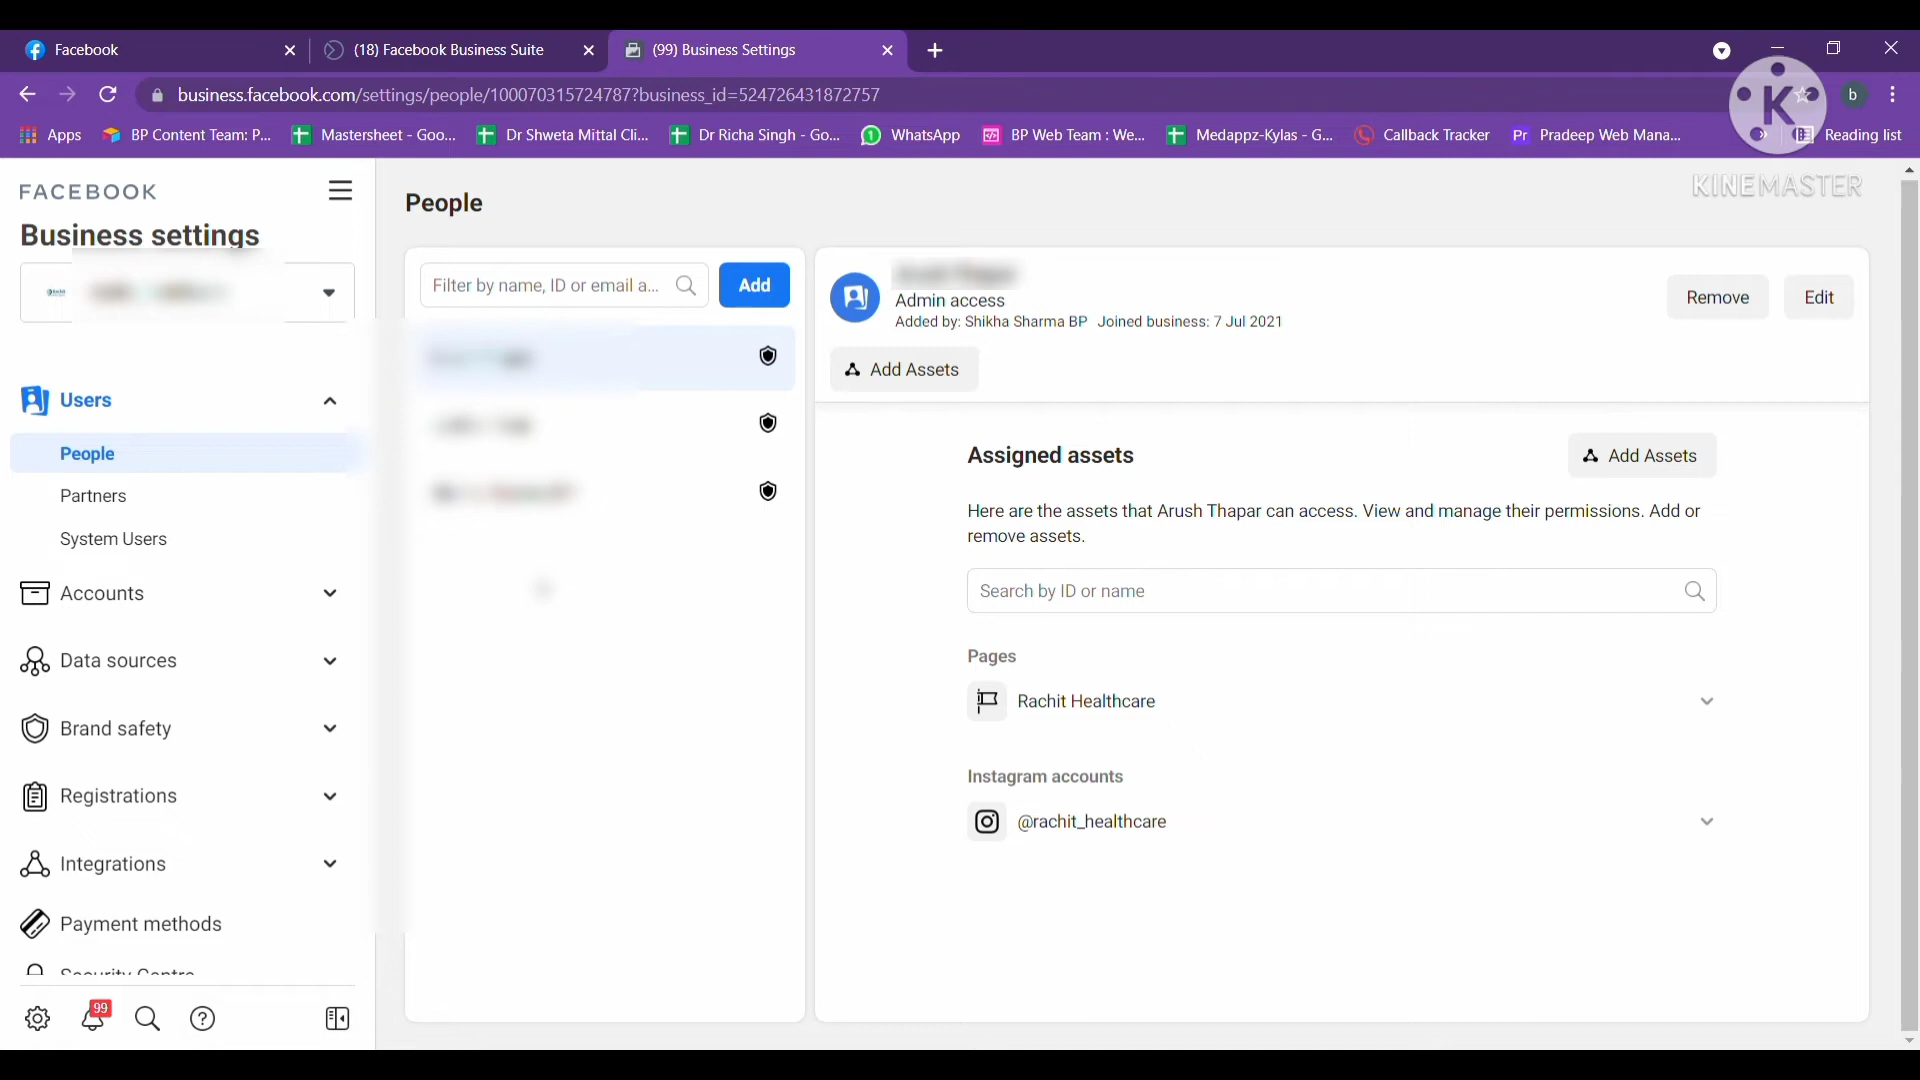 Facebook
(18) Facebook Business Suite
(99) Business Settings
business.facebook.com/settings/people/100070315724787?business_id=524726431872757
b
Apps
BP Content Team: P...
Mastersheet - Goo...
Dr Shweta Mittal Cli...
Dr Richa Singh - Go...
WhatsApp
BP Web Team : We...
Medappz-Kylas - G...
Callback Tracker
Pr Pradeep Web Mana...
Reading list
K
KINEMASTER
FACEBOOK
Business settings
Users
People
Partners
System Users
Accounts
Data sources
Brand safety
Registrations
Integrations
Payment methods
Security Centre
99
People
Filter by name, ID or email a...
Add
Admin access
Added by: Shikha Sharma BP Joined business: 7 Jul 2021
Remove
Edit
Add Assets
Assigned assets
Add Assets
Here are the assets that Arush Thapar can access. View and manage their permissions. Add or
remove assets.
Search by ID or name
Pages
Rachit Healthcare
Instagram accounts
@rachit_healthcare